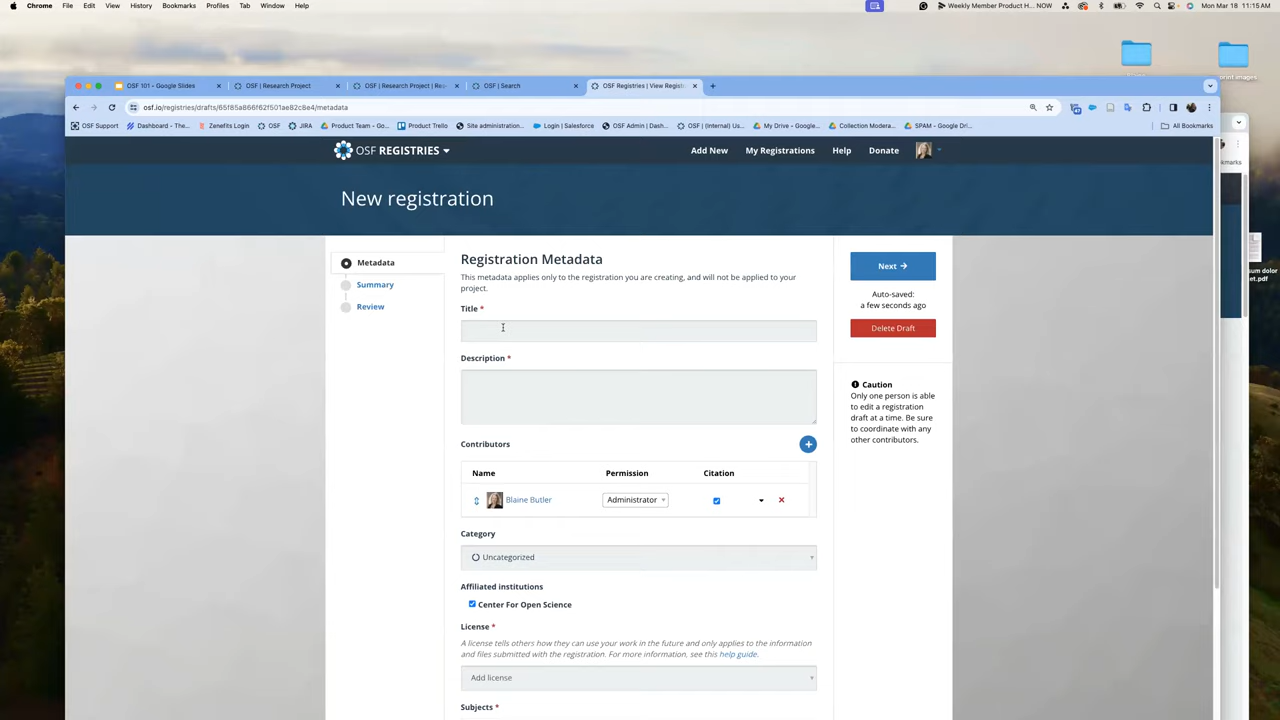 Chrome File Edit View History Bookmarks Profiles Tab Window Help
Weekly Member Product H... NOW
Mon Mar 18 11:15 AM
OSF 101 - Google Slides
OSF | Research Project
OSF | Research Project | Re
OSF | Search
OSF Registries | View Regist
osf.io/registries/drafts/65f85a866f62f501ae82c8e4/metadata
OSF Support
Dashboard - The...
Zenefits Login
OSF
JIRA
Product Team - Go...
Product Trello
Site administration...
Login | Salesforce
OSF Admin | Dash...
OSF | (Internal) Us...
My Drive - Google...
Collection Modera...
SPAM - Google Dri...
All Bookmarks
OSF REGISTRIES
Add New
My Registrations
Help
Donate
New registration
Metadata
Summary
Review
Registration Metadata
This metadata applies only to the registration you are creating, and will not be applied to your
project.
Title *
Description *
Contributors
Name Permission Citation
Blaine Butler Administrator
Category
Uncategorized
Affiliated institutions
Center For Open Science
License *
A license tells others how they can use your work in the future and only applies to the information
and files submitted with the registration. For more information, see this help guide.
Add license
Subjects *
Next
Auto-saved:
a few seconds ago
Delete Draft
Caution
Only one person is able
to edit a registration
draft at a time. Be sure
to coordinate with any
other contributors.